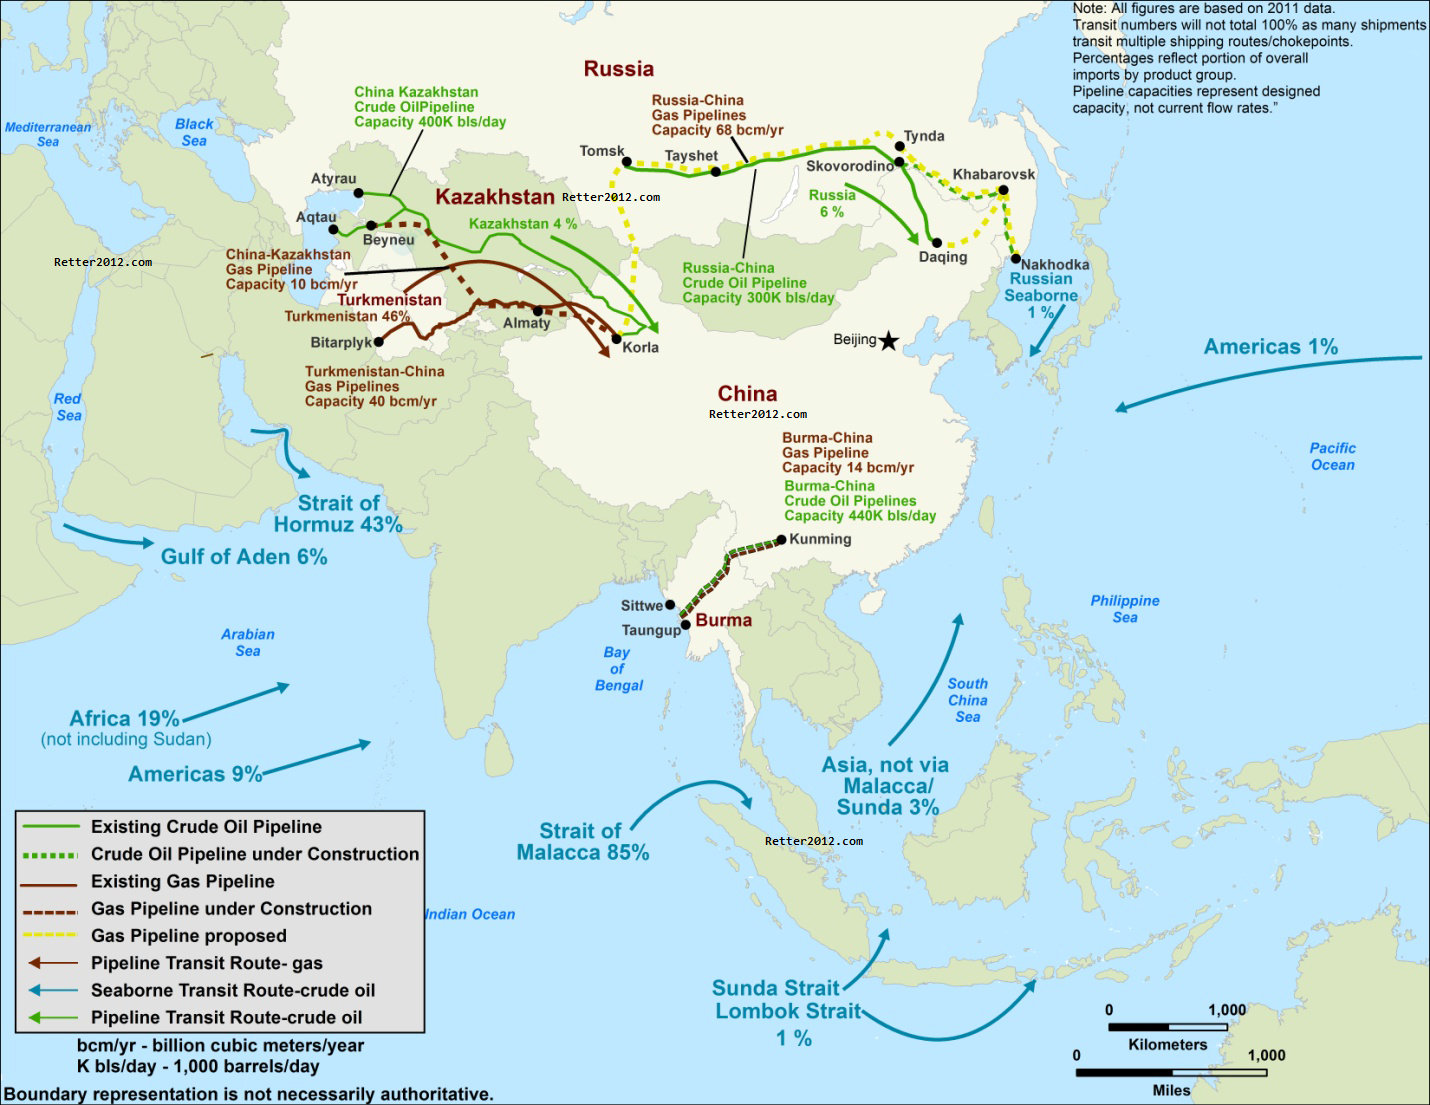 Note: All figures are based on 2011 data.
Transit numbers will not total 100% as many shipments
transit multiple shipping routes/chokepoints.
Percentages reflect portion of overall
imports by product group.
Pipeline capacities represent designed
capacity, not current flow rates.”
Russia
China Kazakhstan
Crude OilPipeline
Capacity 400K bls/day
Russia-China
Gas Pipelines
Capacity 68 bcm/yr
Mediterranean
Sea
Black
Sea
Tomsk
Tayshet
Tynda
Skovorodino
Khabarovsk
Atyrau
Kazakhstan
Retter2012.com
Russia
6 %
Aqtau
Beyneu
Kazakhstan 4 %
Daqing
Nakhodka
Retter2012.com
China-Kazakhstan
Gas Pipeline
Capacity 10 bcm/yr
Russia-China
Crude Oil Pipeline
Capacity 300K bls/day
Russian
Seaborne
1 %
Turkmenistan
Turkmenistan 46%
Almaty
Bitarplyk
Korla
Beijing
Americas 1%
Turkmenistan-China
Gas Pipelines
Capacity 40 bcm/yr
China
Retter2012.com
Red
Sea
Burma-China
Gas Pipeline
Capacity 14 bcm/yr
Burma-China
Crude Oil Pipelines
Capacity 440K bls/day
Pacific
Ocean
Strait of
Hormuz 43%
Gulf of Aden 6%
Kunming
Sittwe
Taungup
Burma
Philippine
Sea
Arabian
Sea
Bay
of
Bengal
South
China
Sea
Africa 19%
(not including Sudan)
Americas 9%
Asia, not via
Malacca/
Sunda 3%
Strait of
Malacca 85%
Retter2012.com
Existing Crude Oil Pipeline
Crude Oil Pipeline under Construction
Existing Gas Pipeline
Gas Pipeline under Construction
Gas Pipeline proposed
Pipeline Transit Route- gas
Seaborne Transit Route-crude oil
Pipeline Transit Route-crude oil
Indian Ocean
Sunda Strait
Lombok Strait
1 %
0 1,000
Kilometers
0 1,000
Miles
bcm/yr - billion cubic meters/year
K bls/day - 1,000 barrels/day
Boundary representation is not necessarily authoritative.